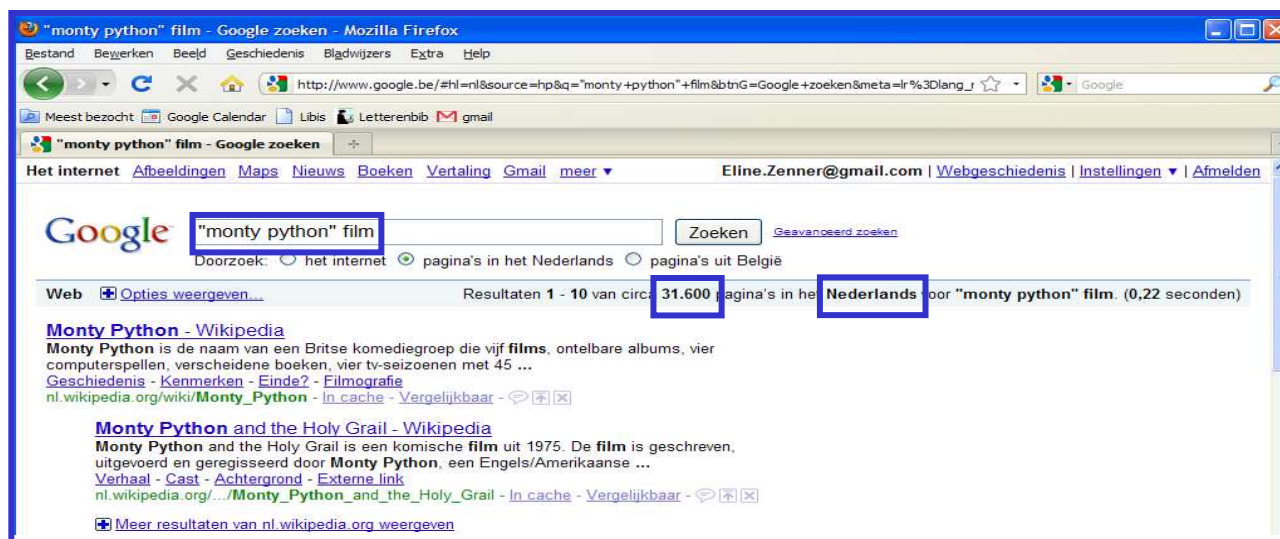 "monty python" film - Google zoeken - Mozilla Firefox
Bestand Bewerken Beeld Geschiedenis Bladwijzers Extra Help
http://www.google.be/#hl=nl&source=hp&q="monty+python"+film&btnG=Google+zoeken&meta=lr%3Dlang_ Google
Meest bezocht Google Calendar Libis Letterenbib gmail
"monty python" film - Google zoeken
Het internet Afbeeldingen Maps Nieuws Boeken Vertaling Gmail meer ▼ Eline.Zenner@gmail.com | Webgeschiedenis | Instellingen ▼ | Afmelden
Google "monty python" film Zoeken Geavanceerd zoeken
Doorzoek: het internet pagina's in het Nederlands pagina's uit België
Web Opties weergeven... Resultaten 1 - 10 van circa 31.600 pagina's in het Nederlands voor "monty python" film. (0,22 seconden)
Monty Python - Wikipedia
Monty Python is de naam van een Britse komediegroep die vijf films, ontelbare albums, vier
computerspellen, verscheidene boeken, vier tv-seizoenen met 45 ...
Geschiedenis - Kenmerken - Einde? - Filmografie
nl.wikipedia.org/wiki/Monty_Python - In cache - Vergelijkbaar -
Monty Python and the Holy Grail - Wikipedia
Monty Python and the Holy Grail is een komische film uit 1975. De film is geschreven,
uitgevoerd en geregisseerd door Monty Python, een Engels/Amerikaanse ...
Verhaal - Cast - Achtergrond - Externe link
nl.wikipedia.org/.../Monty_Python_and_the_Holy_Grail - In cache - Vergelijkbaar -
Meer resultaten van nl.wikipedia.org weergeven